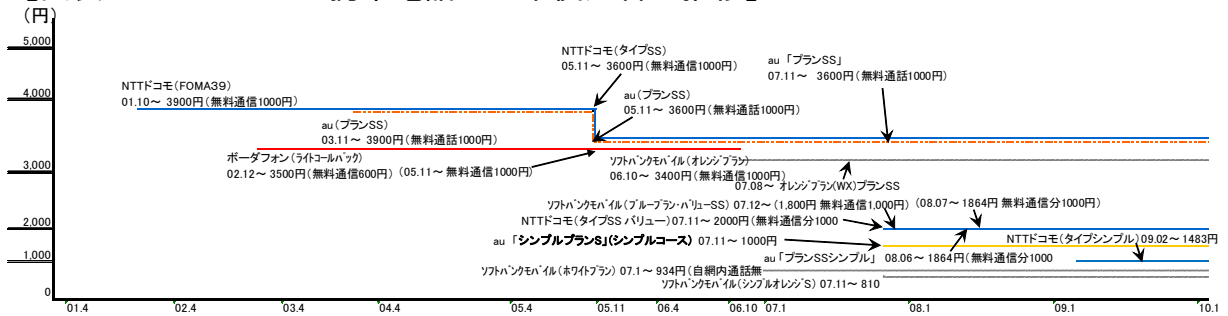 (円)
5,000
4,000
3,000
2,000
1,000
0
NTTドコモ(FOMA39)
01.10～ 3900円(無料通信1000円)
au(プランSS)
03.11～ 3900円(無料通話1000円)
ボーダフォン(ライトコールパック)
02.12～ 3500円(無料通信600円)
(05.11～ 無料通信1000円)
NTTドコモ(タイプSS)
05.11～ 3600円(無料通信1000円)
au(プランSS)
05.11～ 3600円(無料通話1000円)
au 「プランSS」
07.11～ 3600円(無料通話1000円)
ソフトバンクモバイル(オレンジプラン)
06.10～ 3400円(無料通信1000円)
07.08～ オレンジプラン(WX)プランSS
ソフトバンクモバイル(ブループラン・バリューSS) 07.12～ (1,800円 無料通信1,000円)
(08.07～ 1864円 無料通信分1000円)
NTTドコモ(タイプSS バリュー) 07.11～ 2000円(無料通信分1000
au 「シンプルプランS」(シンプルコース) 07.11～ 1000円
NTTドコモ(タイプシンプル) 09.02～ 1483円
au「プランSSシンプル」 08.06～ 1864円(無料通信分1000
ソフトバンクモバイル(ホワイトプラン) 07.1～ 934円(自網内通話無
ソフトバンクモバイル(シンプルオレンジS) 07.11～ 810
01.4
02.4
03.4
04.4
05.4
05.11
06.4
06.10
07.1
08.1
09.1
10.1